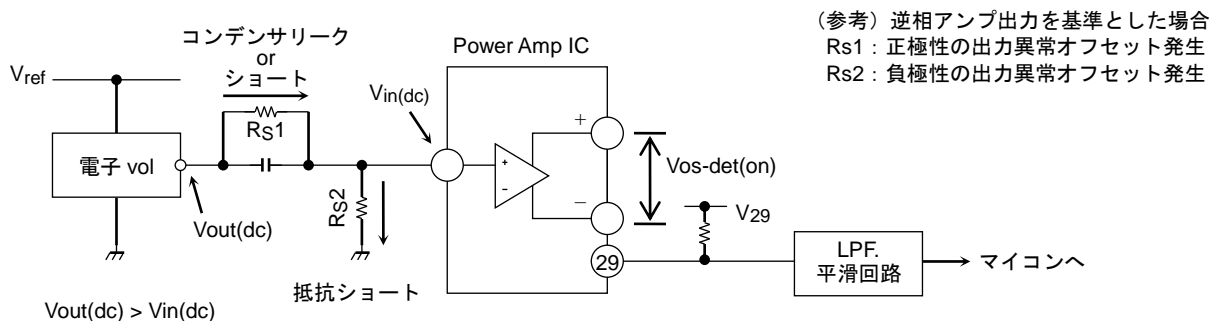 （参考）逆相アンプ出力を基準とした場合
Rs1：正極性の出力異常オフセット発生
Rs2：負極性の出力異常オフセット発生
コンデンサリーク
or
ショート
Power Amp IC
Vref
Vin(dc)
RS1
電子 vol
Vout(dc)
RS2
抵抗ショート
+
-
+
−
Vos-det(on)
V29
29
LPF.
平滑回路
マイコンへ
Vout(dc) > Vin(dc)